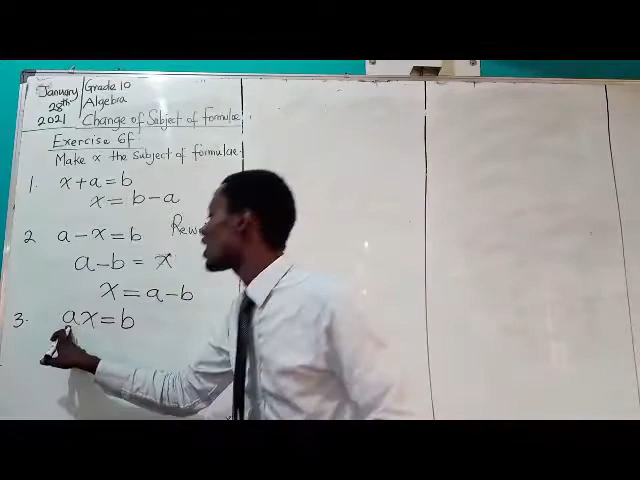 January
28th
2021
Grade 10
Algebra
Change of Subject of Formulae
Exercise 6f
Make x the Subject of formulae.
1. x + a = b
x = b - a
2 a - x = b
a - b = x
x = a - b
3. ax = b